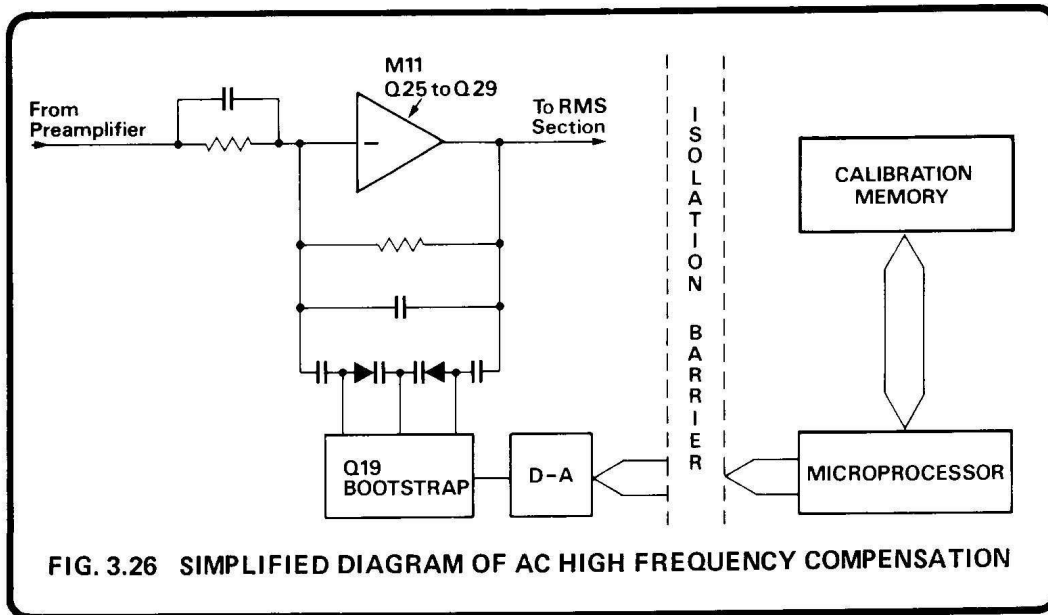 M11
Q25 to Q29
From
Preamplifier
−
To RMS
Section
ISOLATION BARRIER
CALIBRATION
MEMORY
Q19
BOOTSTRAP
D-A
MICROPROCESSOR
FIG. 3.26 SIMPLIFIED DIAGRAM OF AC HIGH FREQUENCY COMPENSATION